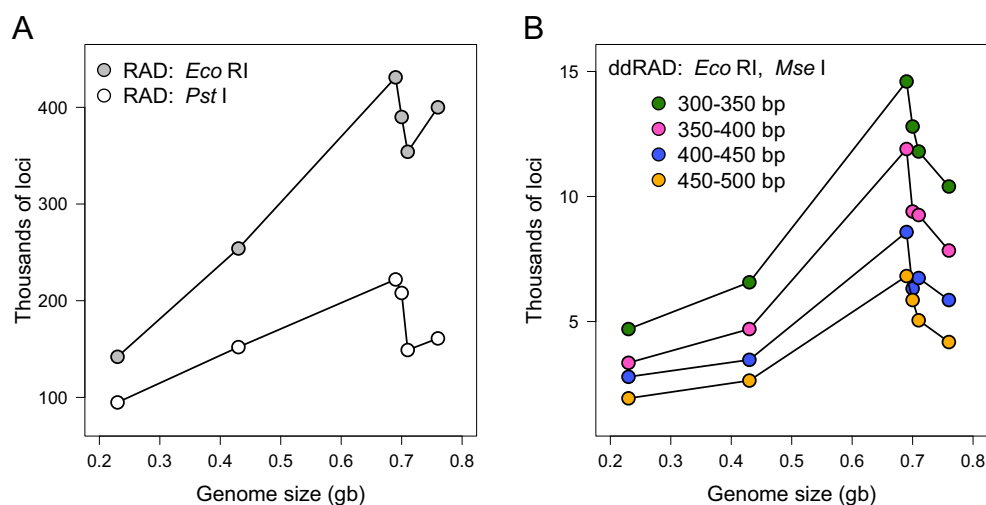 A
RAD: Eco RI
RAD: Pst I
Thousands of loci
400
300
200
100
0.2 0.3 0.4 0.5 0.6 0.7 0.8
Genome size (gb)
B
ddRAD: Eco RI, Mse I
300-350 bp
350-400 bp
400-450 bp
450-500 bp
Thousands of loci
15
10
5
0.2 0.3 0.4 0.5 0.6 0.7 0.8
Genome size (gb)